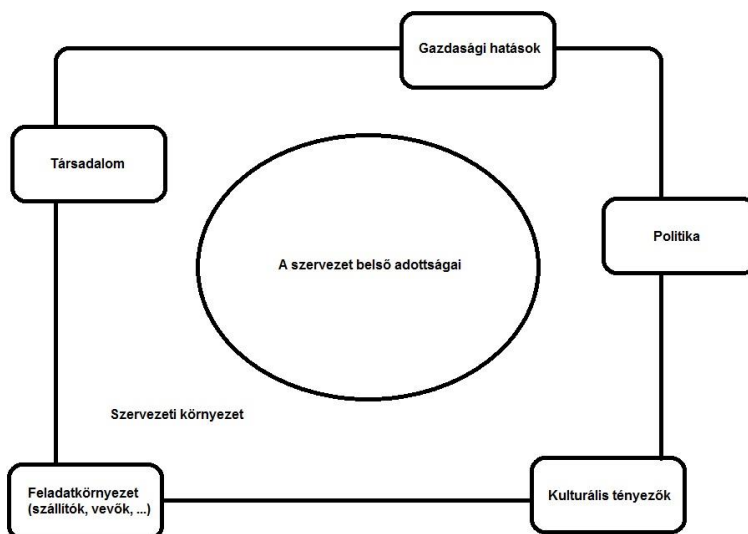 Gazdasági hatások
Társadalom
Politika
A szervezet belső adottságai
Szervezeti környezet
Feladatkörnyezet
(szállítók, vevők, ...)
Kulturális tényezők